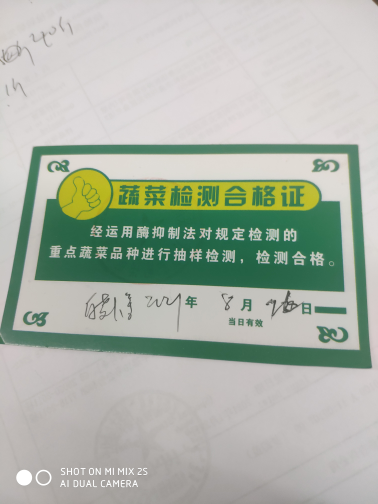 蔬菜检测合格证
经运用酶抑制法对规定检测的
重点蔬菜品种进行抽样检测，检测合格。
2021年 8月 日
当日有效
SHOT ON MI MIX 2S
AI DUAL CAMERA